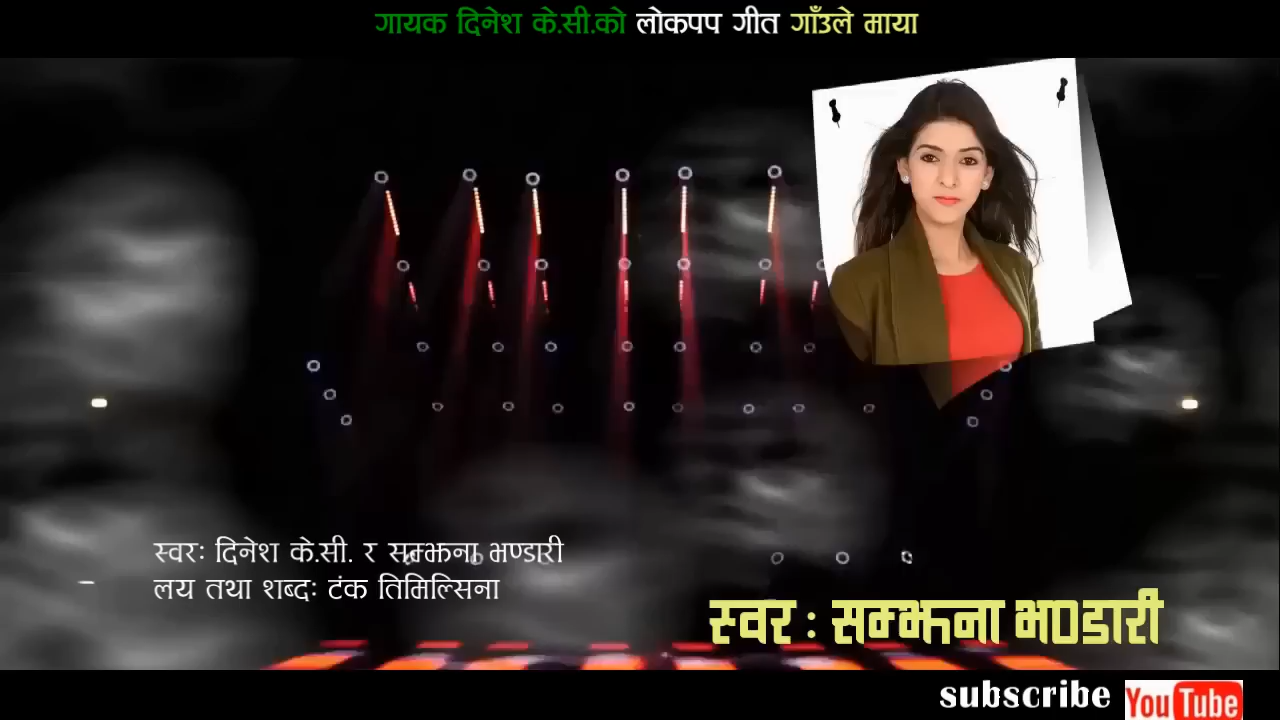 गायक दिनेश के.सी.को लोकपप गीत गाँउले माया
स्वरः दिनेश के.सी. र सम्झना भण्डारी
लय तथा शब्दः टंक तिमिल्सिना
स्वर : सम्झना भण्डारी
subscribe YouTube